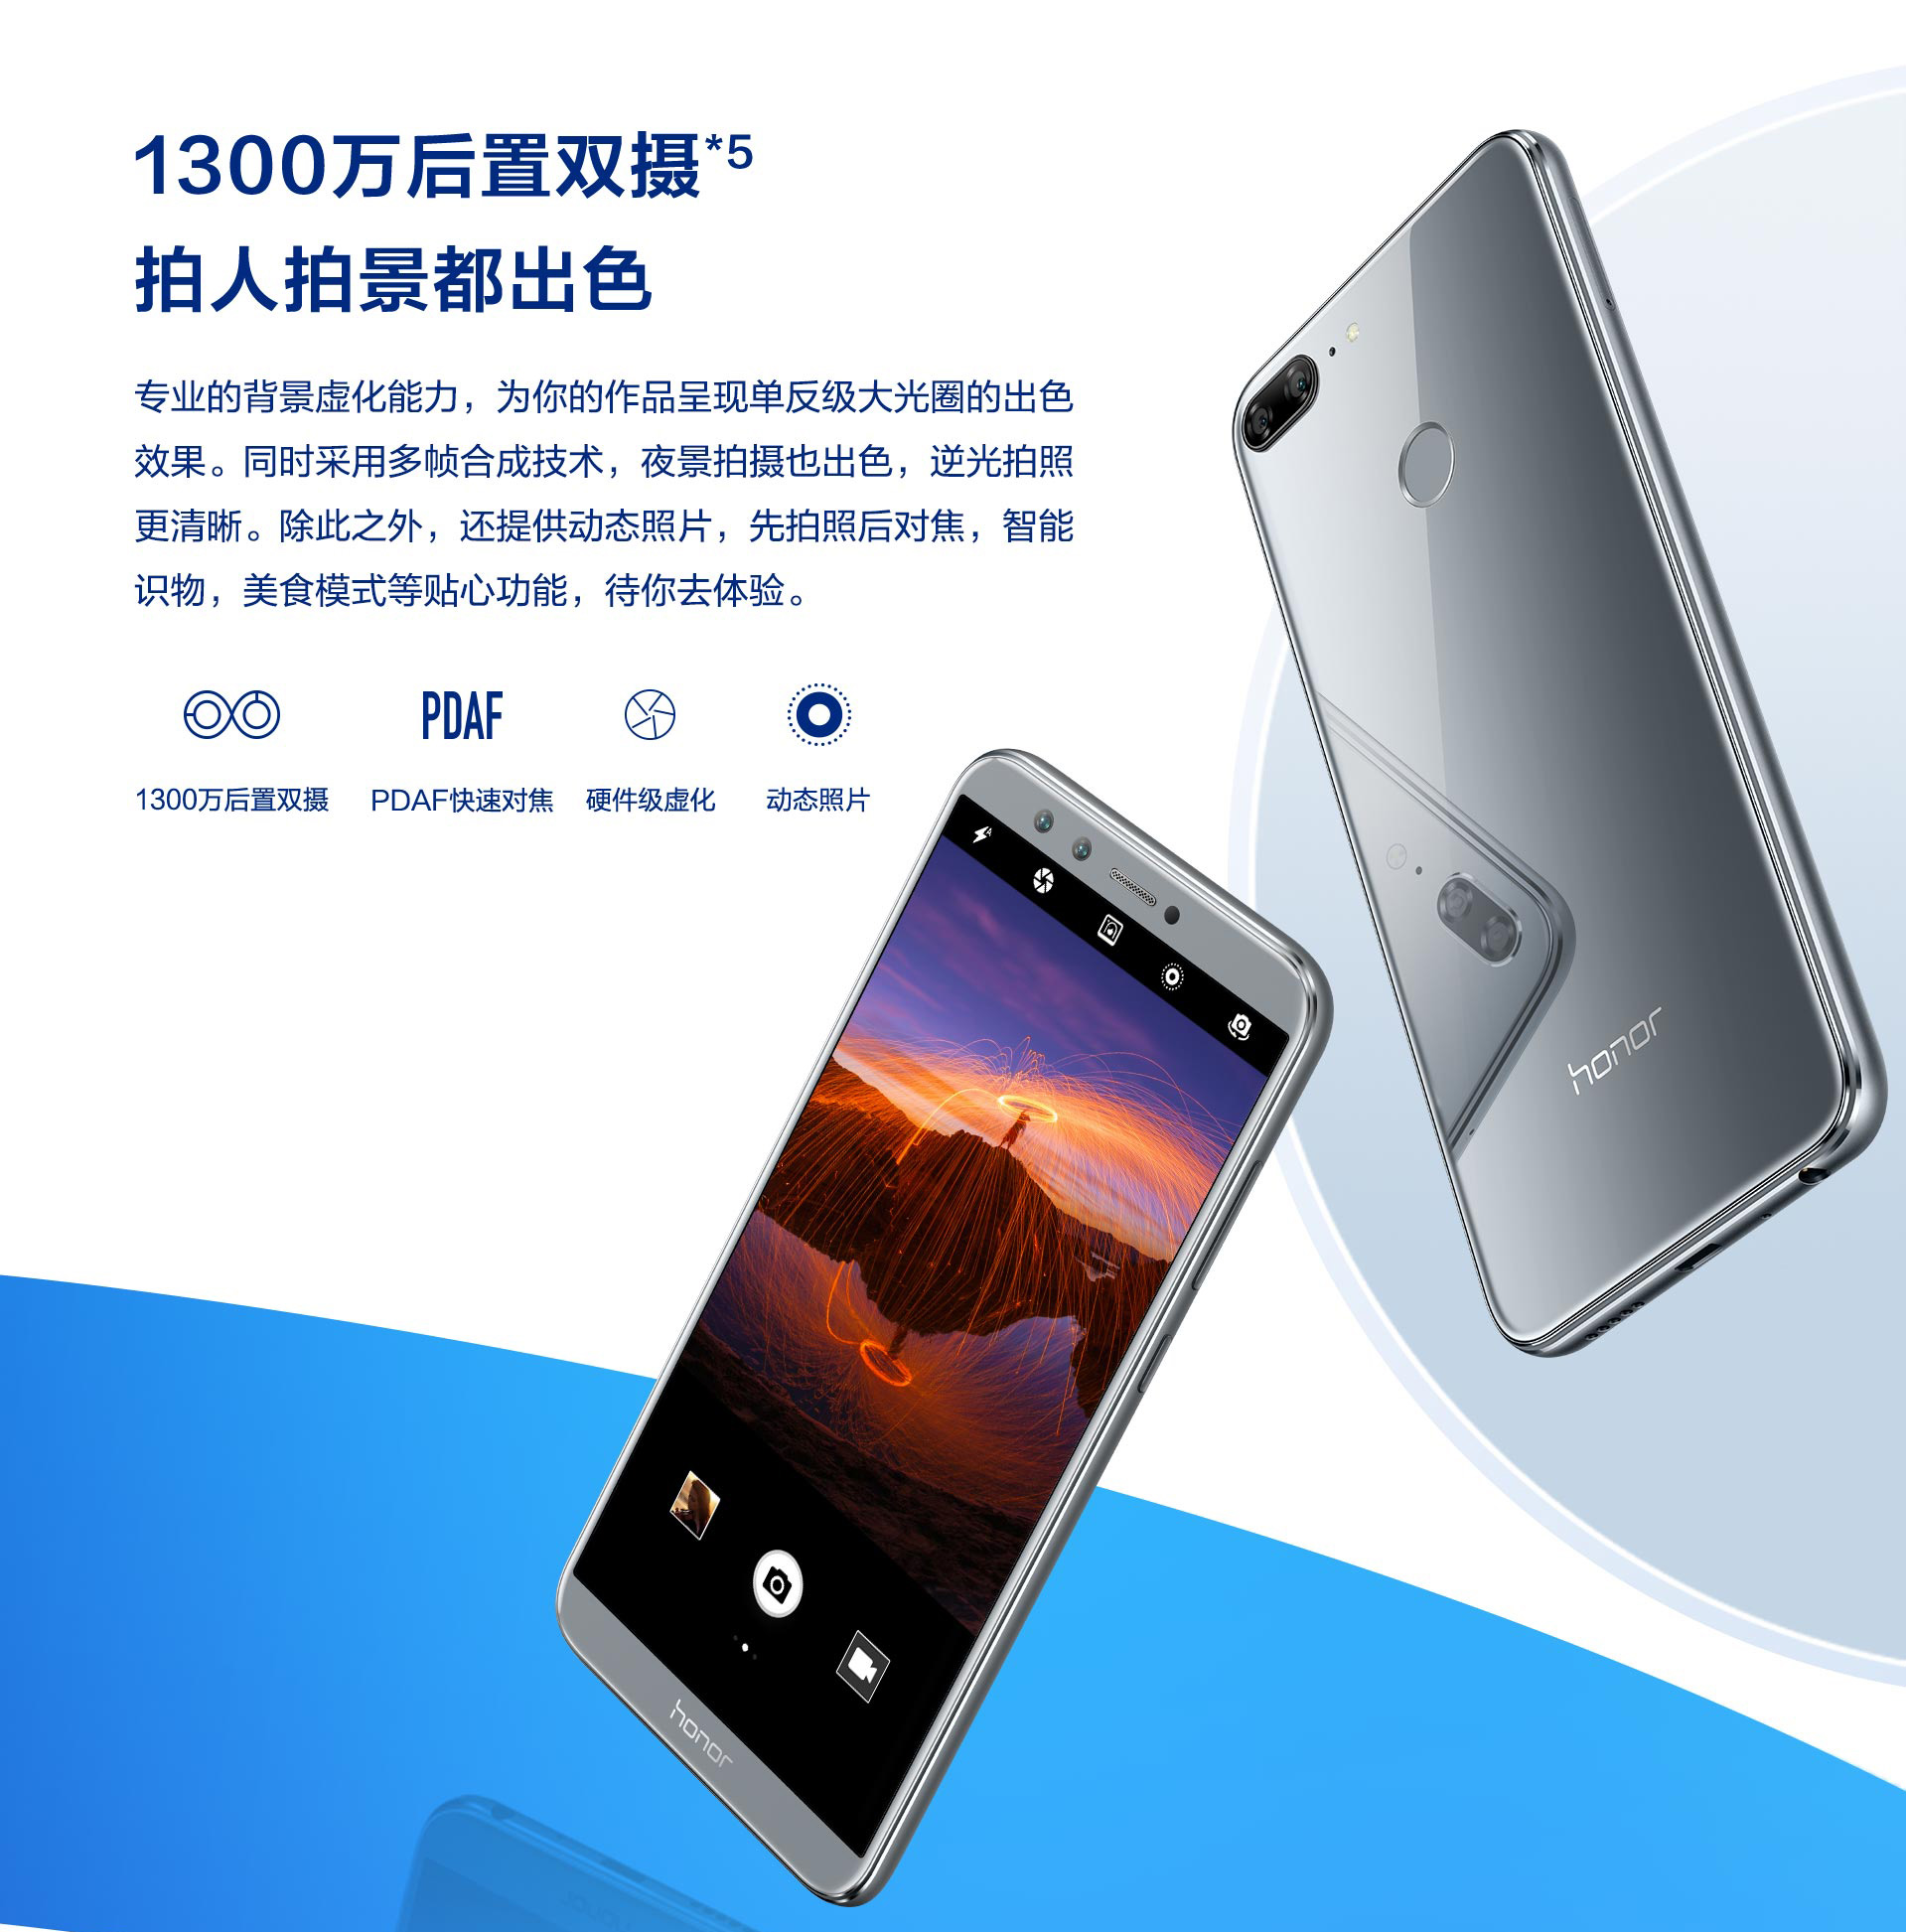 1300万后置双摄*5
拍人拍景都出色
专业的背景虚化能力，为你的作品呈现单反级大光圈的出色
效果。同时采用多帧合成技术，夜景拍摄也出色，逆光拍照
更清晰。除此之外，还提供动态照片，先拍照后对焦，智能
识物，美食模式等贴心功能，待你去体验。
PDAF
1300万后置双摄 PDAF快速对焦 硬件级虚化 动态照片
honor
honor